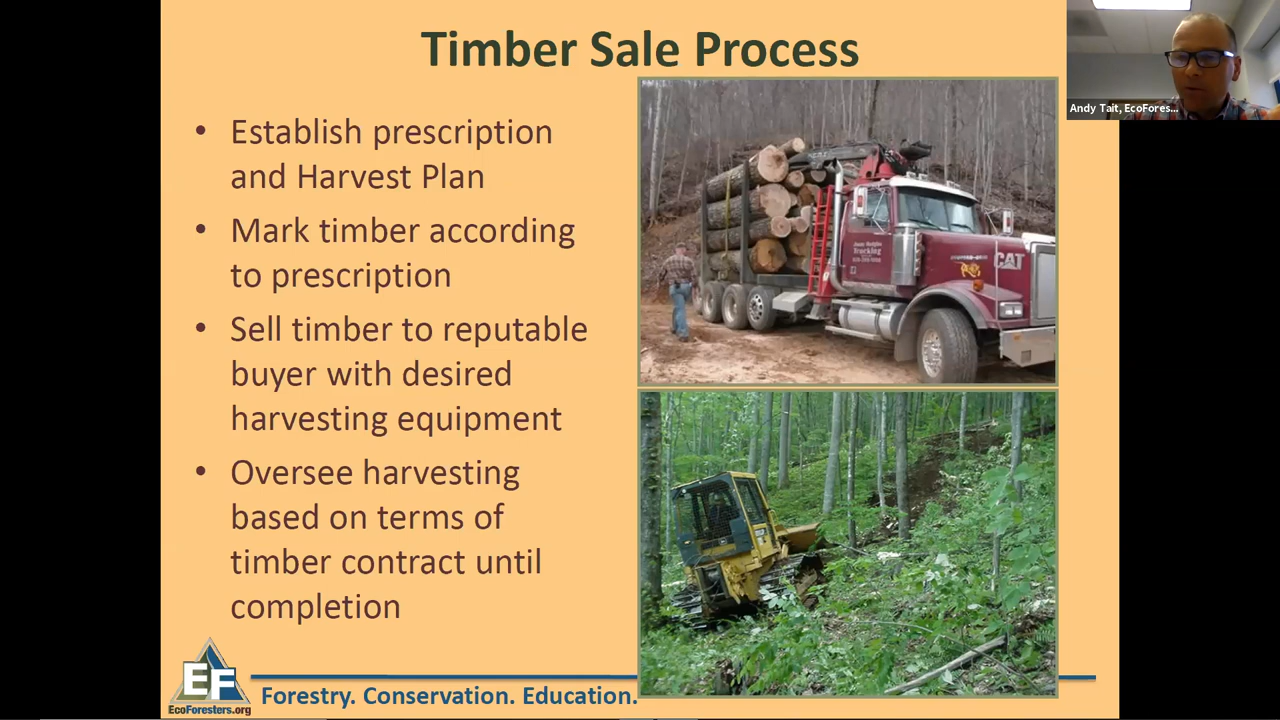 Timber Sale Process
Andy Tait, EcoFores...
• Establish prescription
and Harvest Plan
• Mark timber according
to prescription
• Sell timber to reputable
buyer with desired
harvesting equipment
• Oversee harvesting
based on terms of
timber contract until
completion
Trucking
CAT
EF
EcoForesters.org
Forestry. Conservation. Education.